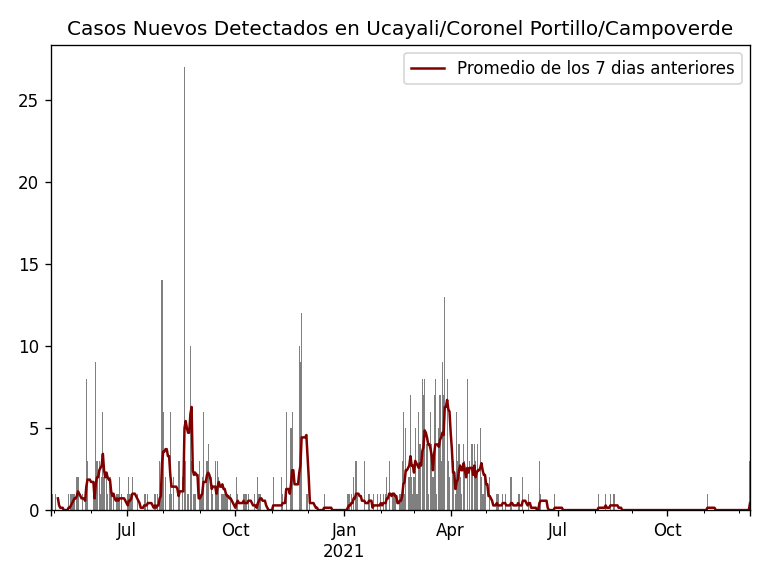 Casos Nuevos Detectados en Ucayali/Coronel Portillo/Campoverde
Promedio de los 7 dias anteriores
25
20
15
10
5
0
Jul
Oct
Jan
2021
Apr
Jul
Oct